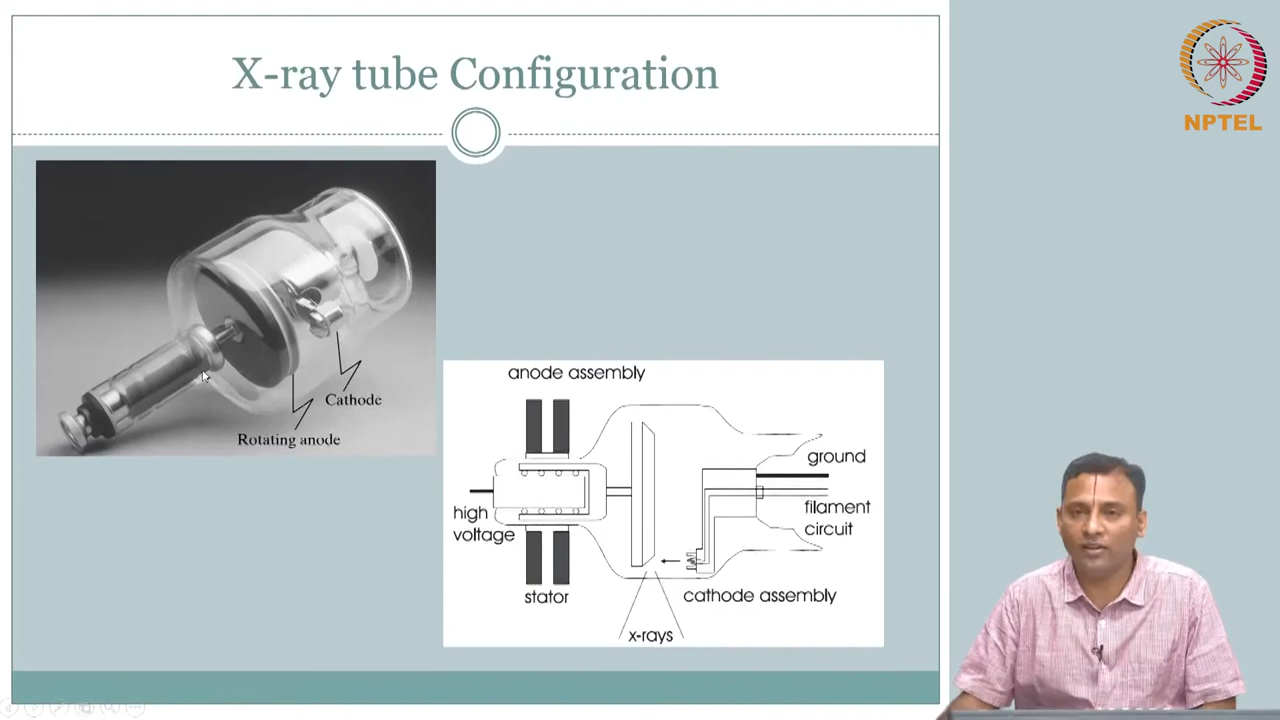 X-ray tube Configuration
NPTEL
Cathode
Rotating anode
anode assembly
ground
high
voltage
filament
circuit
stator
cathode assembly
x-rays